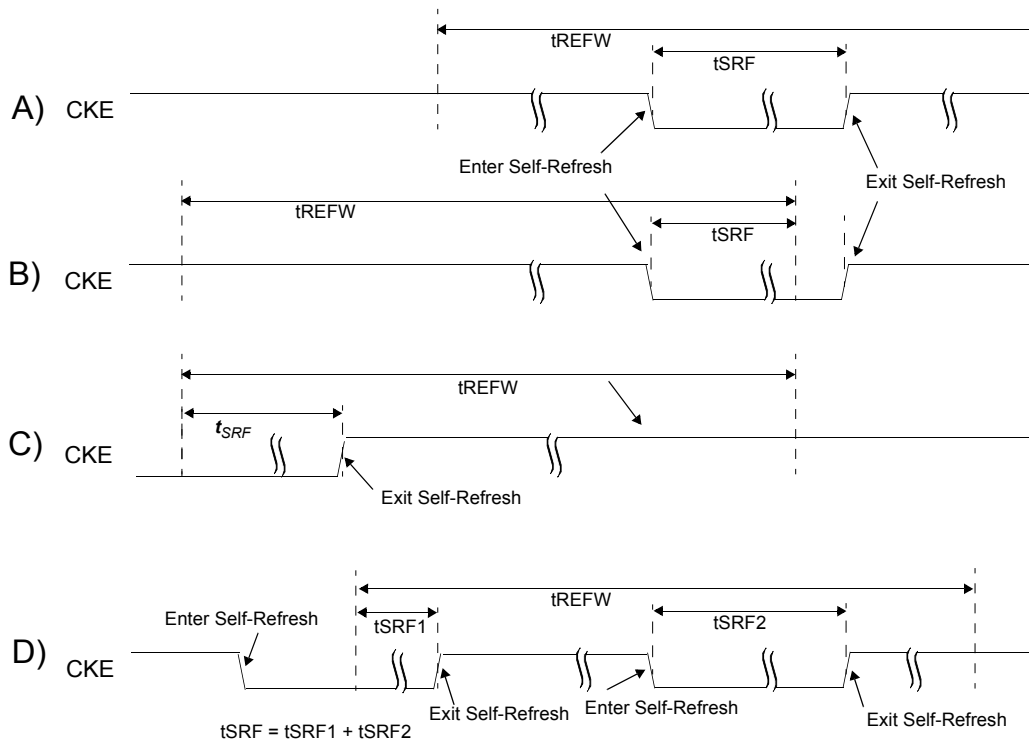 tREFW
tSRF
A) CKE
Enter Self-Refresh
Exit Self-Refresh
tREFW
tSRF
B) CKE
tREFW
tSRF
C) CKE
Exit Self-Refresh
tREFW
Enter Self-Refresh
tSRF1
tSRF2
D) CKE
Exit Self-Refresh
Enter Self-Refresh
Exit Self-Refresh
tSRF = tSRF1 + tSRF2